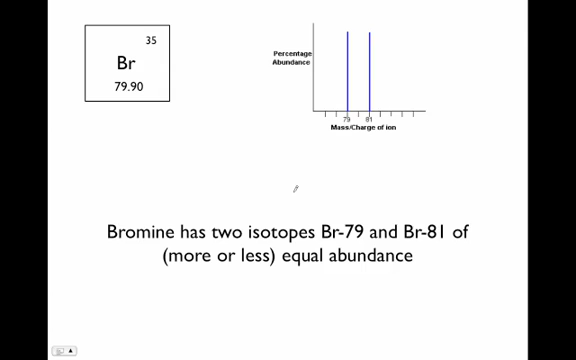 35
Br
79.90
Percentage
Abundance
79 81
Mass/Charge of ion
Bromine has two isotopes Br-79 and Br-81 of
(more or less) equal abundance